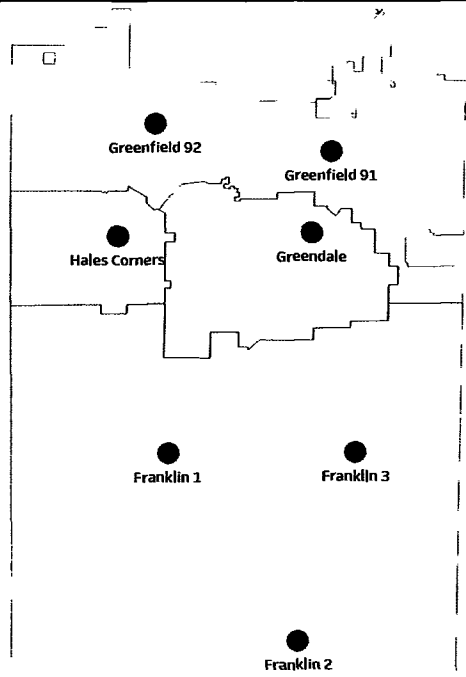 Greenfield 92
Greenfield 91
Hales Corners
Greendale
Franklin 1
Franklin 3
Franklin 2